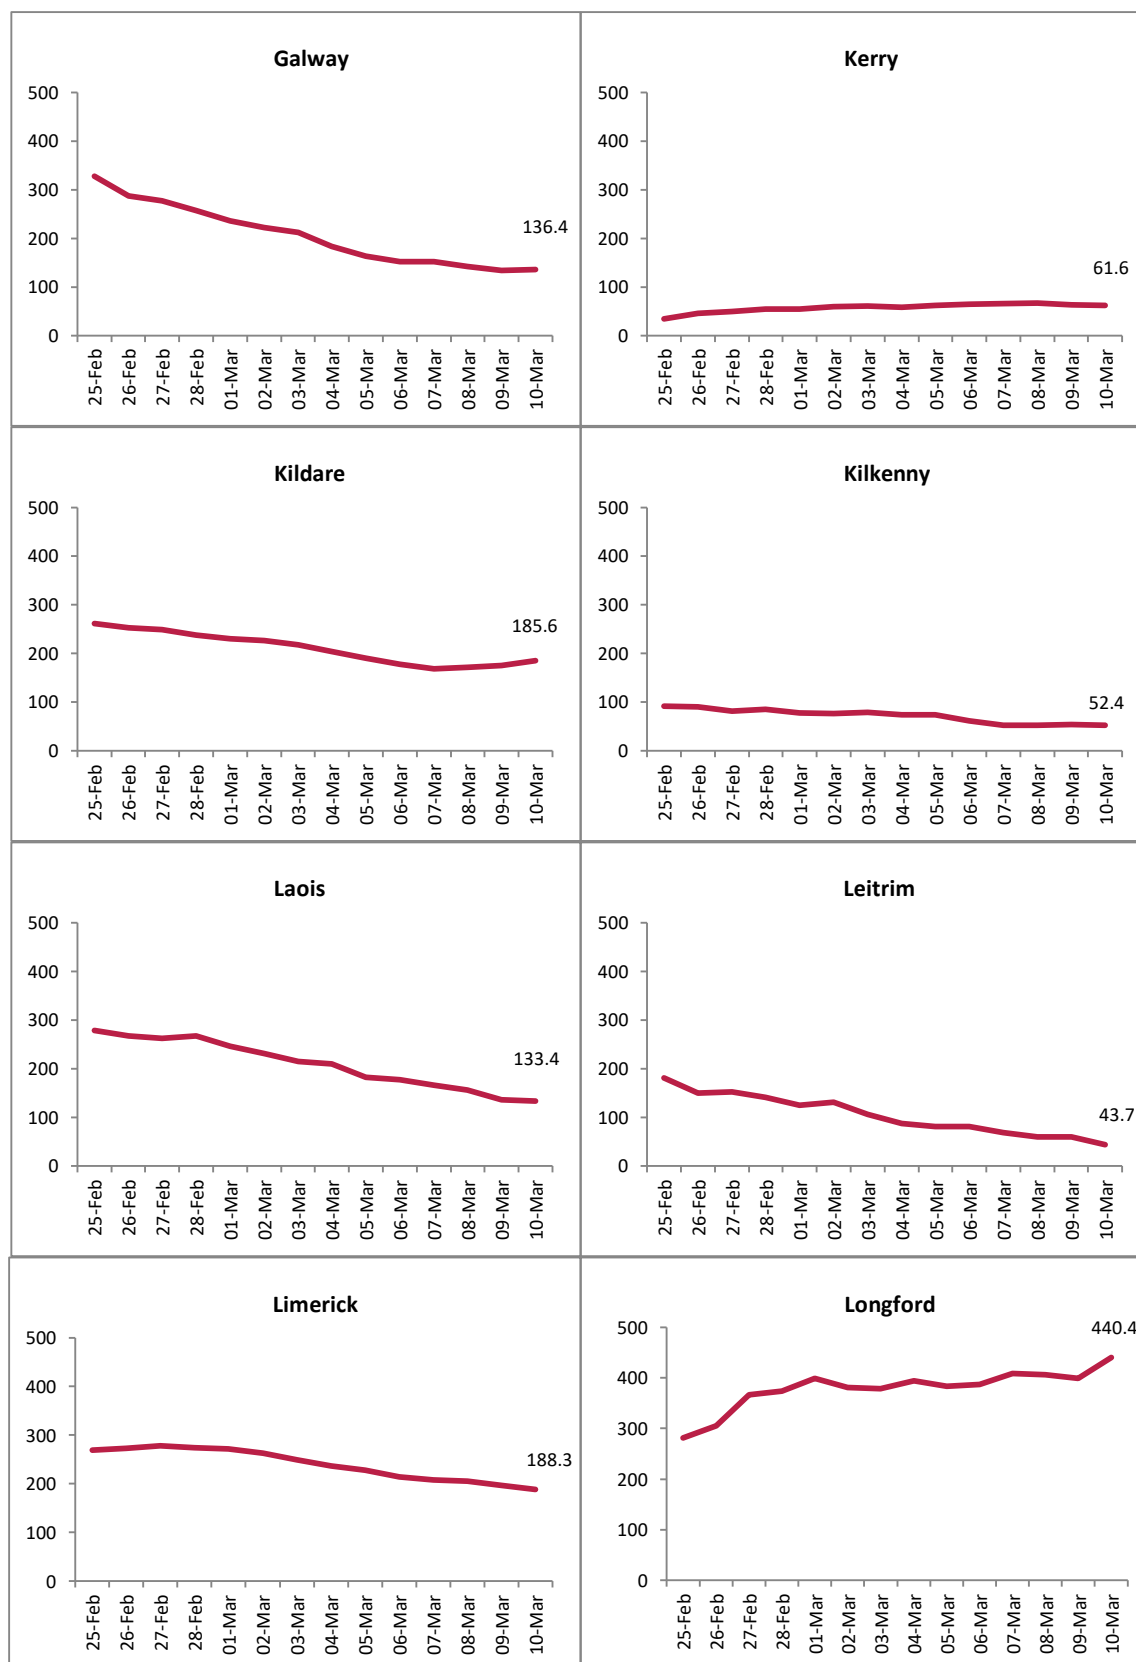 Galway
500
400
300
200
100
0
136.4
25-Feb
26-Feb
27-Feb
28-Feb
01-Mar
02-Mar
03-Mar
04-Mar
05-Mar
06-Mar
07-Mar
08-Mar
09-Mar
10-Mar
Kerry
500
400
300
200
100
0
61.6
25-Feb
26-Feb
27-Feb
28-Feb
01-Mar
02-Mar
03-Mar
04-Mar
05-Mar
06-Mar
07-Mar
08-Mar
09-Mar
10-Mar
Kildare
500
400
300
200
100
0
185.6
25-Feb
26-Feb
27-Feb
28-Feb
01-Mar
02-Mar
03-Mar
04-Mar
05-Mar
06-Mar
07-Mar
08-Mar
09-Mar
10-Mar
Kilkenny
500
400
300
200
100
0
52.4
25-Feb
26-Feb
27-Feb
28-Feb
01-Mar
02-Mar
03-Mar
04-Mar
05-Mar
06-Mar
07-Mar
08-Mar
09-Mar
10-Mar
Laois
500
400
300
200
100
0
133.4
25-Feb
26-Feb
27-Feb
28-Feb
01-Mar
02-Mar
03-Mar
04-Mar
05-Mar
06-Mar
07-Mar
08-Mar
09-Mar
10-Mar
Leitrim
500
400
300
200
100
0
43.7
25-Feb
26-Feb
27-Feb
28-Feb
01-Mar
02-Mar
03-Mar
04-Mar
05-Mar
06-Mar
07-Mar
08-Mar
09-Mar
10-Mar
Limerick
500
400
300
200
100
0
188.3
25-Feb
26-Feb
27-Feb
28-Feb
01-Mar
02-Mar
03-Mar
04-Mar
05-Mar
06-Mar
07-Mar
08-Mar
09-Mar
10-Mar
Longford
500
400
300
200
100
0
440.4
25-Feb
26-Feb
27-Feb
28-Feb
01-Mar
02-Mar
03-Mar
04-Mar
05-Mar
06-Mar
07-Mar
08-Mar
09-Mar
10-Mar